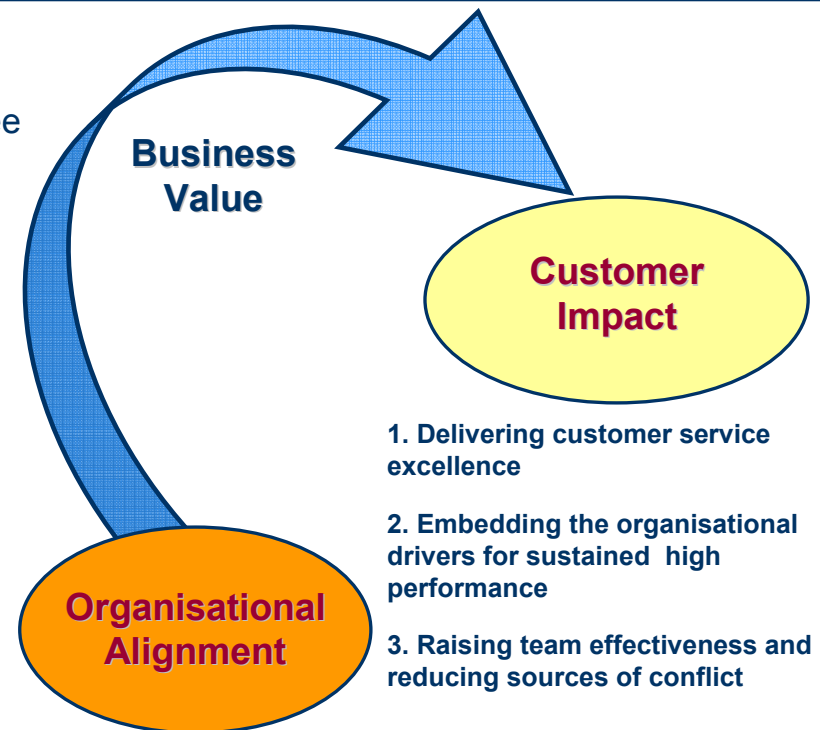 Business
Value
Customer
Impact
1. Delivering customer service
excellence
2. Embedding the organisational
drivers for sustained high
performance
3. Raising team effectiveness and
reducing sources of conflict
Organisational
Alignment